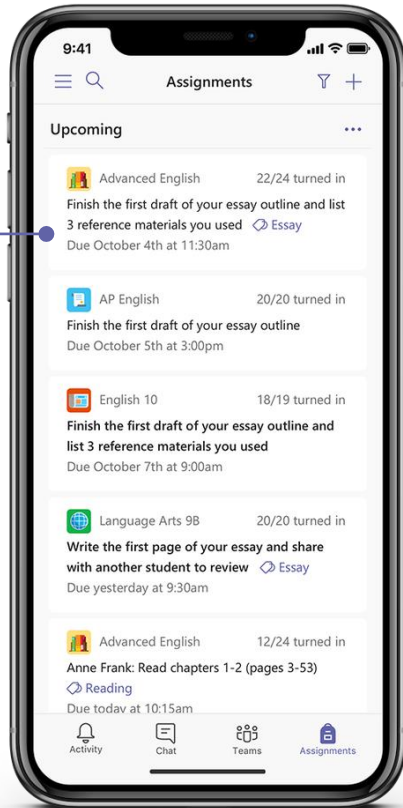 9:41
Assignments
Upcoming
Advanced English 22/24 turned in
Finish the first draft of your essay outline and list
3 reference materials you used Essay
Due October 4th at 11:30am
AP English 20/20 turned in
Finish the first draft of your essay outline
Due October 5th at 3:00pm
English 10 18/19 turned in
Finish the first draft of your essay outline and
list 3 reference materials you used
Due October 7th at 9:00am
Language Arts 9B 20/20 turned in
Write the first page of your essay and share
with another student to review Essay
Due yesterday at 9:30am
Advanced English 12/24 turned in
Anne Frank: Read chapters 1-2 (pages 3-53)
Reading
Due today at 10:15am
Activity Chat Teams Assignments